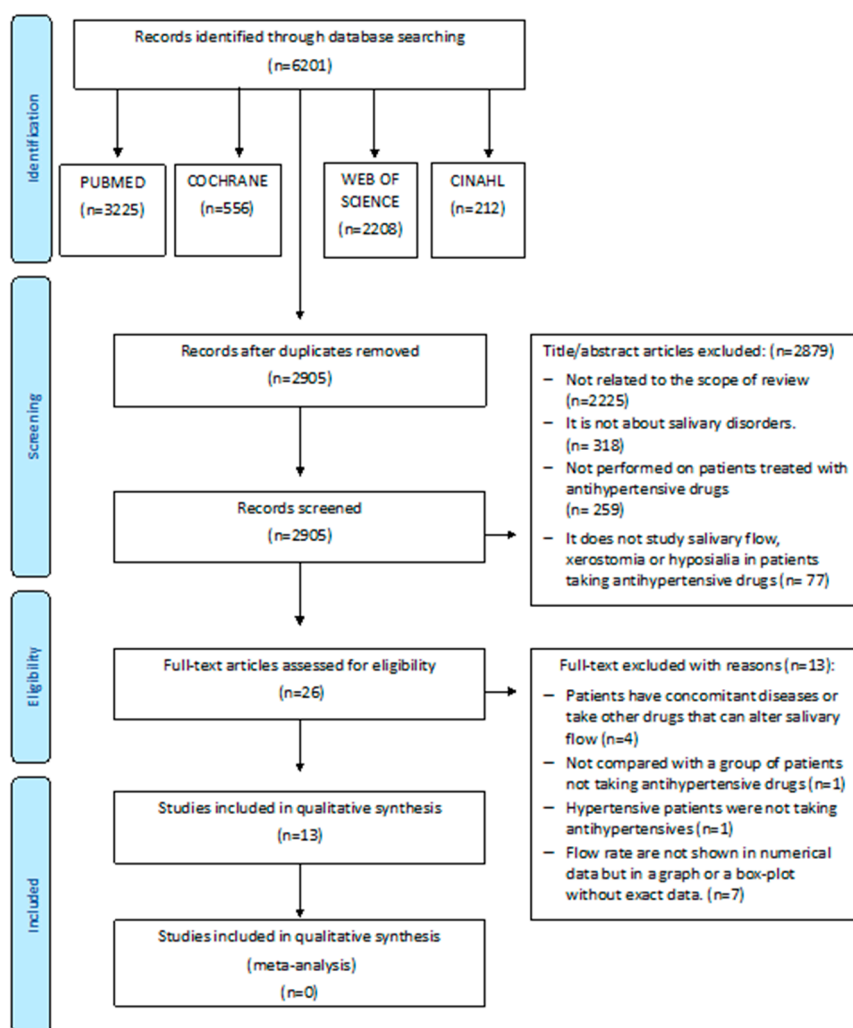 Identification
Records identified through database searching
(n=6201)
PUBMED
(n=3225)
COCHRANE
(n=556)
WEB OF
SCIENCE
(n=2208)
CINAHL
(n=212)
Screening
Records after duplicates removed
(n=2905)
Records screened
(n=2905)
Title/abstract articles excluded: (n=2879)
– Not related to the scope of review
(n=2225)
– It is not about salivary disorders.
(n= 318)
– Not performed on patients treated with
antihypertensive drugs
(n= 259)
– It does not study salivary flow,
xerostomia or hyposialia in patients
taking antihypertensive drugs (n= 77)
Eligibility
Full-text articles assessed for eligibility
(n=26)
Full-text excluded with reasons (n=13):
– Patients have concomitant diseases or
take other drugs that can alter salivary
flow (n=4)
– Not compared with a group of patients
not taking antihypertensive drugs (n=1)
– Hypertensive patients were not taking
antihypertensives (n=1)
– Flow rate are not shown in numerical
data but in a graph or a box-plot
without exact data. (n=7)
Included
Studies included in qualitative synthesis
(n=13)
Studies included in qualitative synthesis
(meta-analysis)
(n=0)